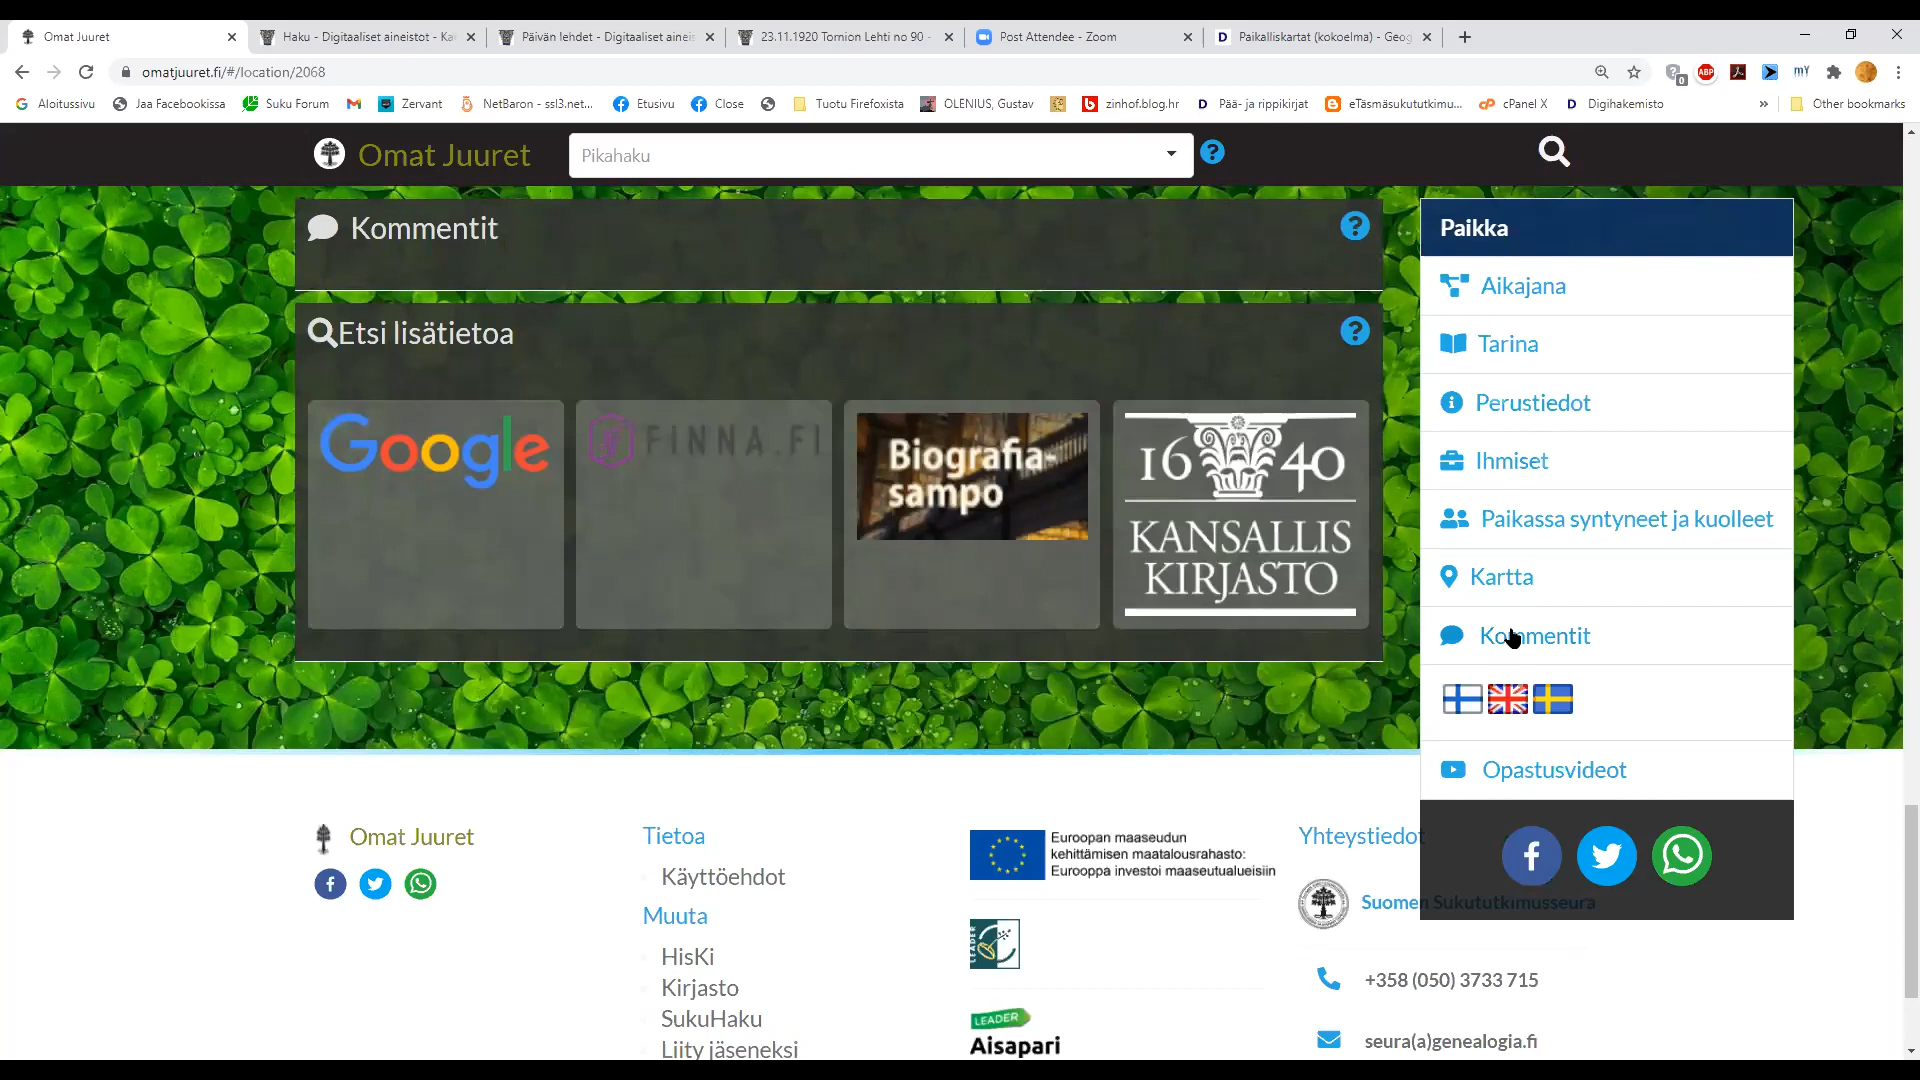 Omat Juuret
Haku - Digitaaliset aineistot - Ka
Päivän lehdet - Digitaaliset aineis
23.11.1920 Tornion Lehti no 90 -
Post Attendee - Zoom
Paikalliskartat (kokoelma) - Geog
omatjuuret.fi/#/location/2068
0
ABP
mY
Aloitussivu
Jaa Facebookissa
Suku Forum
Zervant
NetBaron - ssl3.net...
Etusivu
Close
Tuotu Firefoxista
OLENIUS, Gustav
zinhof.blog.hr
Pää- ja rippikirjat
eTäsmäsukututkimu...
cPanel X
Digihakemisto
»
Other bookmarks
Omat Juuret
Pikahaku
?
Kommentit
?
Etsi lisätietoa
?
Google
FINNA.FI
Biografia-
sampo
1640
KANSALLIS
KIRJASTO
Paikka
Aikajana
Tarina
Perustiedot
Ihmiset
Paikassa syntyneet ja kuolleet
Kartta
Kommentit
Opastusvideot
Omat Juuret
Tietoa
Käyttöehdot
Muuta
HisKi
Kirjasto
SukuHaku
Liity jäseneksi
Euroopan maaseudun
kehittämisen maatalousrahasto:
Eurooppa investoi maaseutualueisiin
LEADER
LEADER
Aisapari
Yhteystiedot
Suomen Sukututkimusseura
+358 (050) 3733 715
seura(a)genealogia.fi